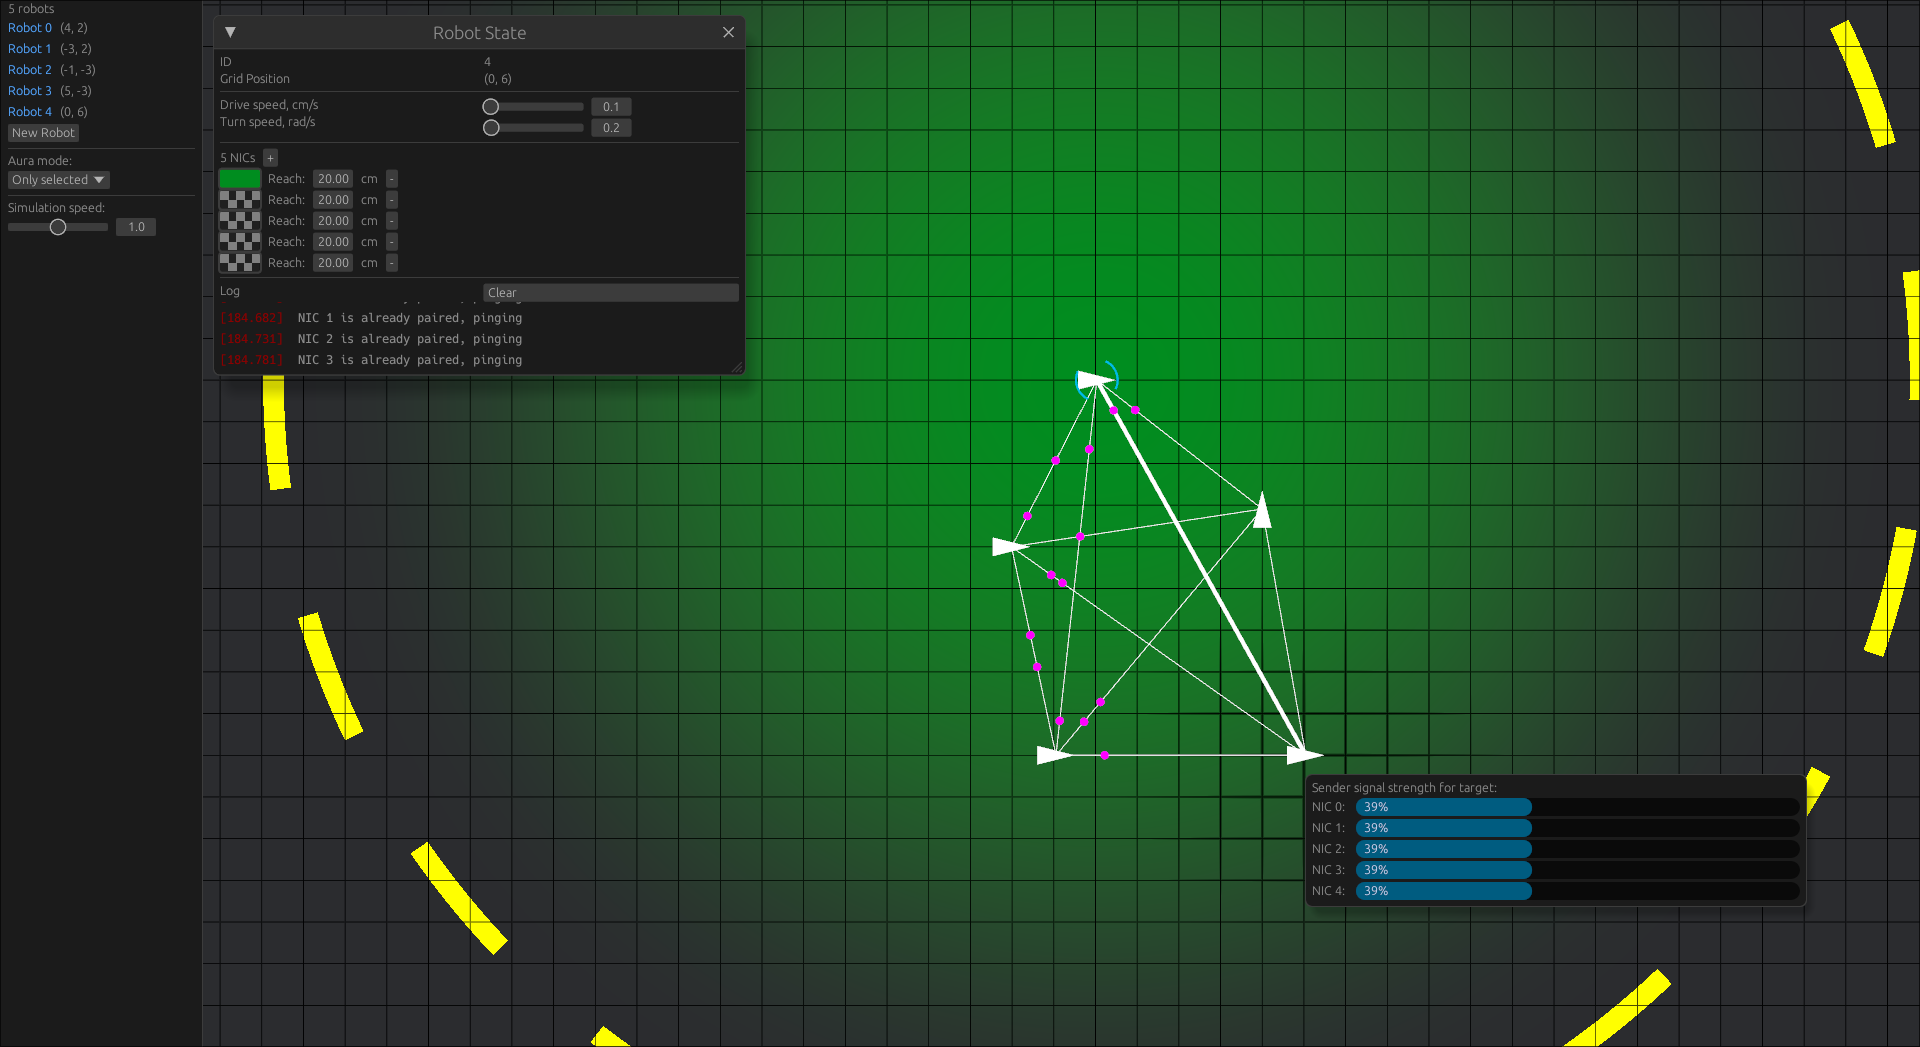 5 robots
Robot 0 (4, 2)
Robot 1 (-3, 2)
Robot 2 (-1, -3)
Robot 3 (5, -3)
Robot 4 (0, 6)
New Robot
Aura mode:
Only selected
Simulation speed:
1.0
Robot State
ID 4
Grid Position (0, 6)
Drive speed, cm/s 0.1
Turn speed, rad/s 0.2
5 NICs +
Reach: 20.00 cm -
Reach: 20.00 cm -
Reach: 20.00 cm -
Reach: 20.00 cm -
Reach: 20.00 cm -
Log Clear
[184.682] NIC 1 is already paired, pinging
[184.731] NIC 2 is already paired, pinging
[184.781] NIC 3 is already paired, pinging
Sender signal strength for target:
NIC 0: 39%
NIC 1: 39%
NIC 2: 39%
NIC 3: 39%
NIC 4: 39%